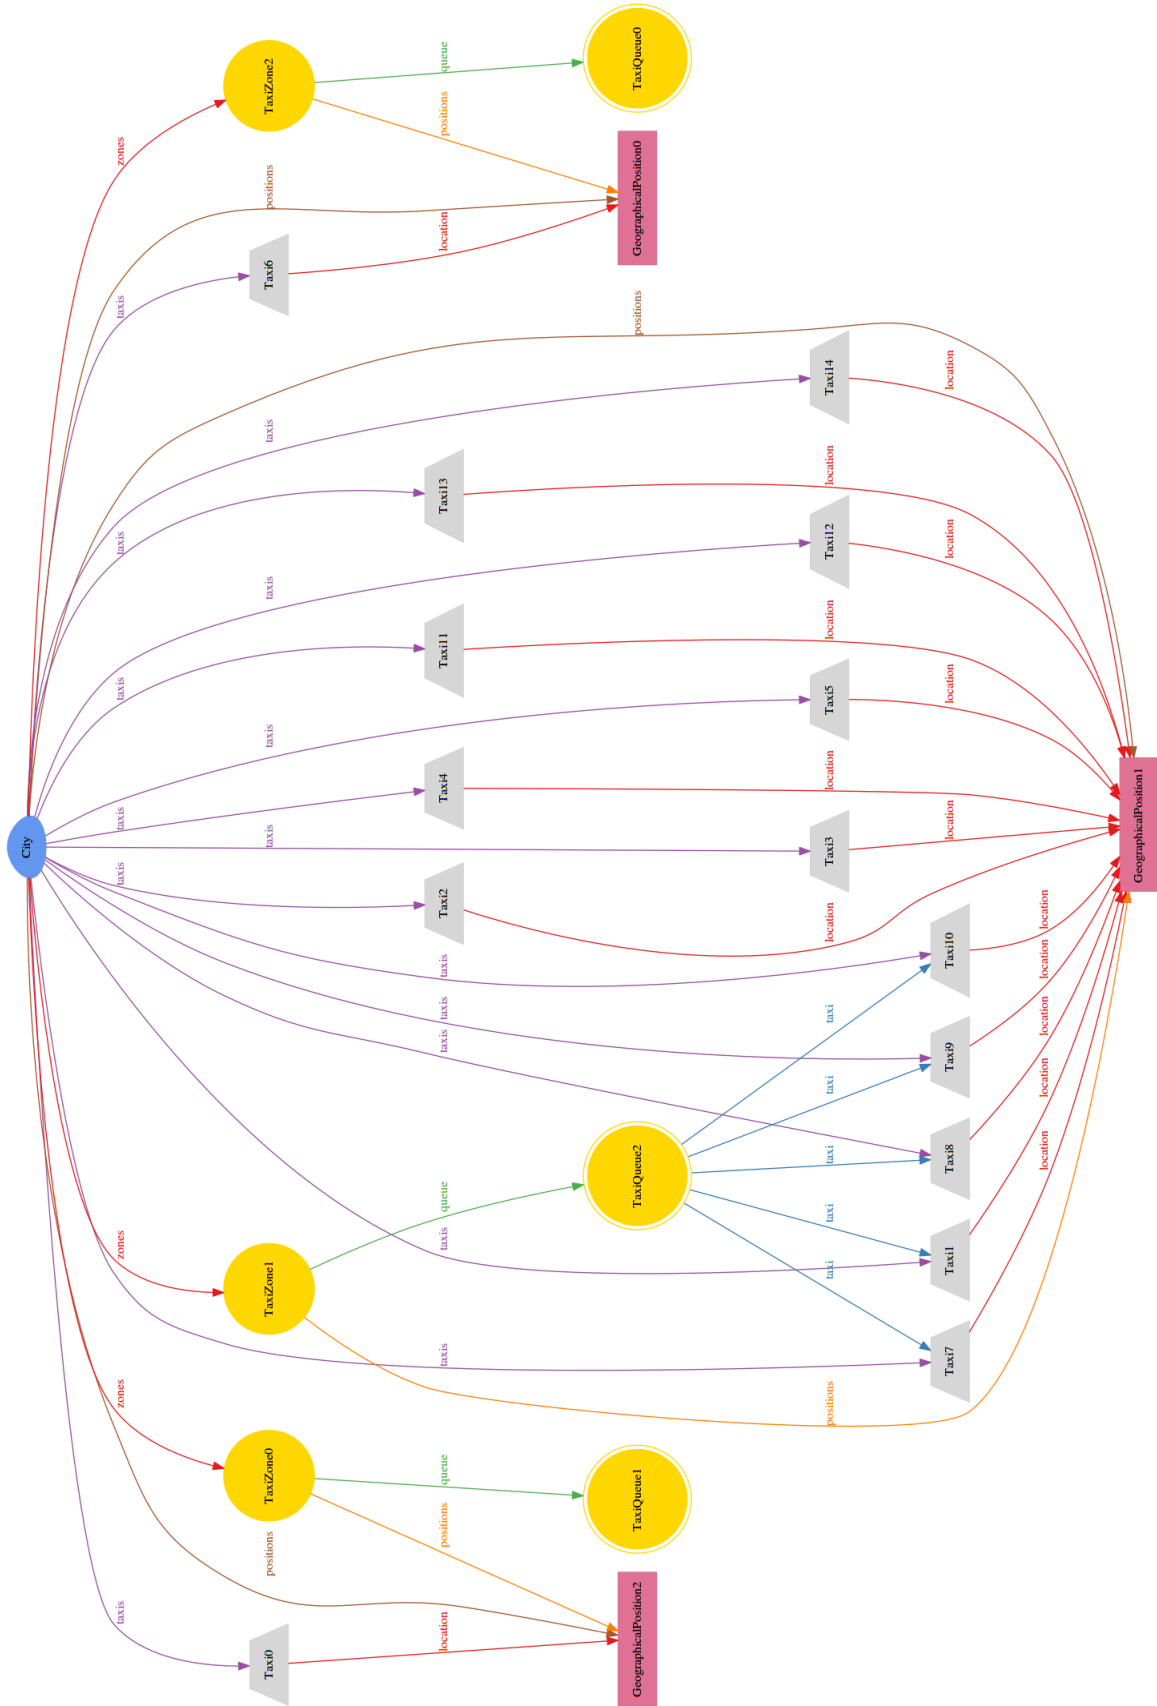 City
taxis
zones
zones
taxis
taxis
taxis
taxis
taxis
zones
Taxi0
positions
TaxiZone0
TaxiZone1
taxis
taxis
taxis
taxis
Taxi6
positions
TaxiZone2
location
positions
queue
taxis
taxis
queue
taxis
taxis
taxis
Taxi2
Taxi4
Taxi11
Taxi13
location
positions
queue
GeographicalPosition2
TaxiQueue1
TaxiQueue2
positions
GeographicalPosition0
TaxiQueue0
positions
taxi
taxi
taxi
taxi
taxi
location
Taxi3
location
Taxi5
location
Taxi12
location
Taxi14
Taxi7
Taxi1
Taxi8
Taxi9
Taxi10
location
location
location
location
location
location
location
location
location
GeographicalPosition1